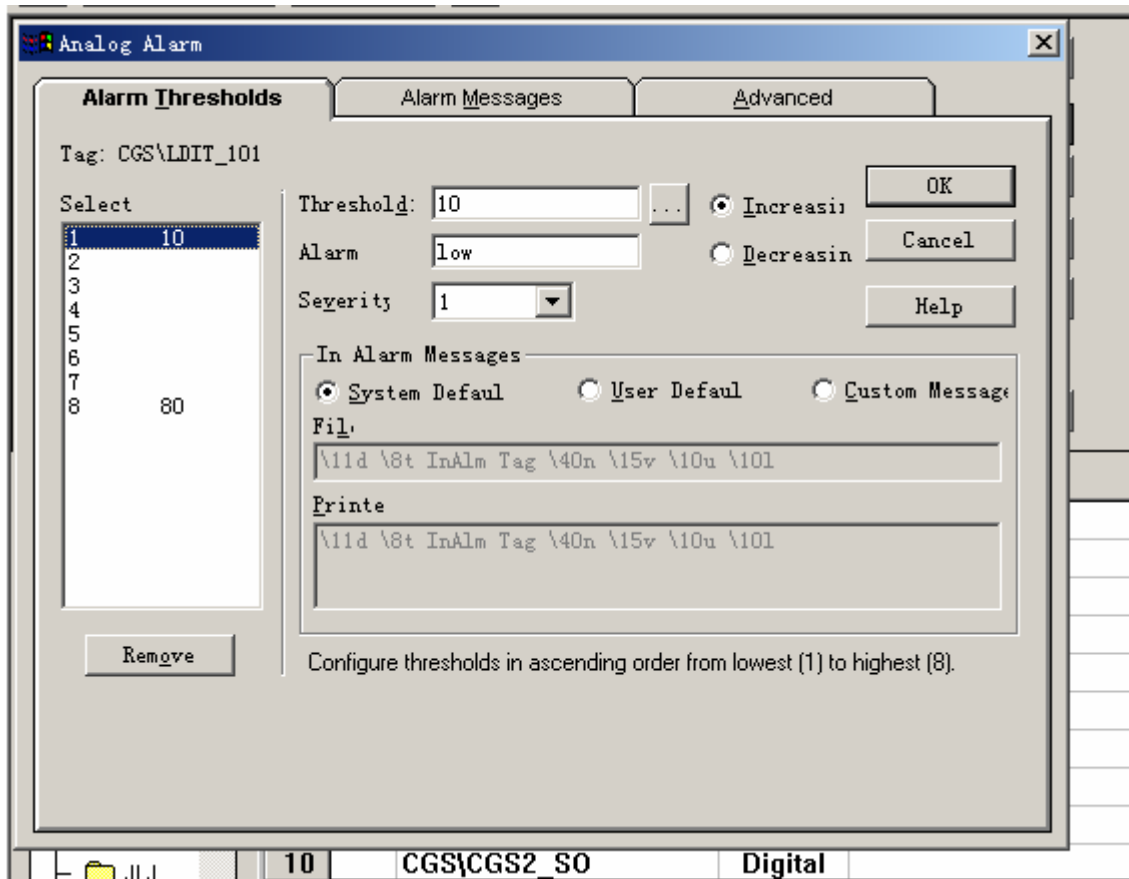 Analog Alarm
Alarm Thresholds
Alarm Messages
Advanced
Tag: CGS\LDIT_101
Select
1 10
2
3
4
5
6
7
8 80
Remove
Threshold: 10 ...
Alarm low
Severity 1
Increasin
Decreasin
OK
Cancel
Help
In Alarm Messages
System Defaul
User Defaul
Custom Message
Fil
\11d \8t InAlm Tag \40n \15v \10u \10l
Printe
\11d \8t InAlm Tag \40n \15v \10u \10l
Configure thresholds in ascending order from lowest (1) to highest (8).
10 CGS\CGS2_SO Digital